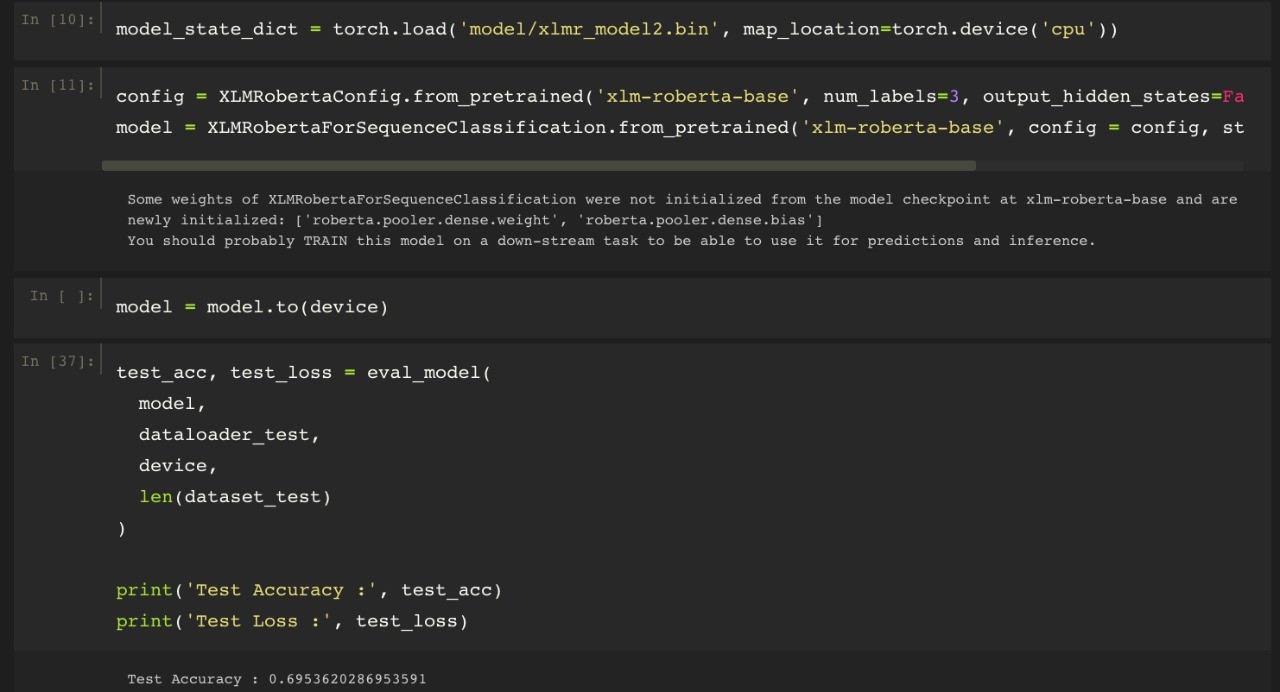 In [10]: model_state_dict = torch.load('model/xlmr_model2.bin', map_location=torch.device('cpu'))
In [11]: config = XLMRobertaConfig.from_pretrained('xlm-roberta-base', num_labels=3, output_hidden_states=Fa
model = XLMRobertaForSequenceClassification.from_pretrained('xlm-roberta-base', config = config, st
Some weights of XLMRobertaForSequenceClassification were not initialized from the model checkpoint at xlm-roberta-base and are
newly initialized: ['roberta.pooler.dense.weight', 'roberta.pooler.dense.bias']
You should probably TRAIN this model on a down-stream task to be able to use it for predictions and inference.
In [ ]: model = model.to(device)
In [37]: test_acc, test_loss = eval_model(
model,
dataloader_test,
device,
len(dataset_test)
)
print('Test Accuracy :', test_acc)
print('Test Loss :', test_loss)
Test Accuracy : 0.6953620286953591